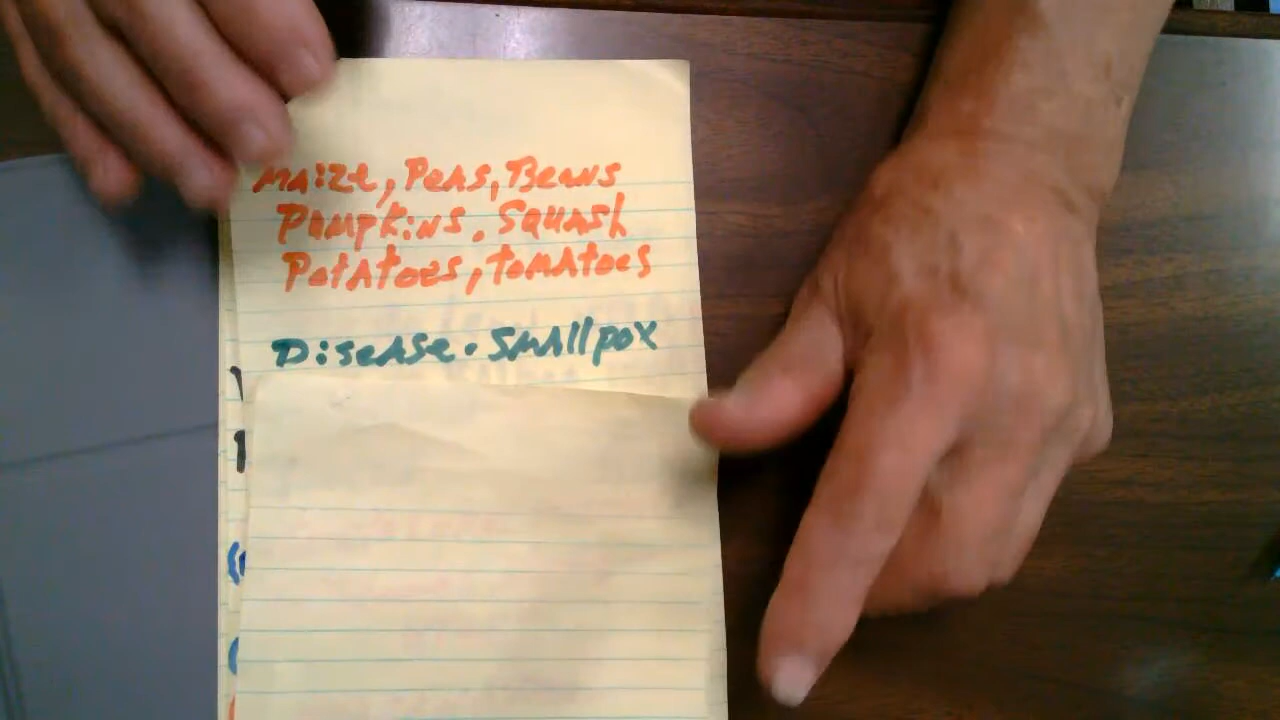 Maize, Peas, Beans
Pumpkins. Squash
Potatoes, tomatoes
Disease. Smallpox